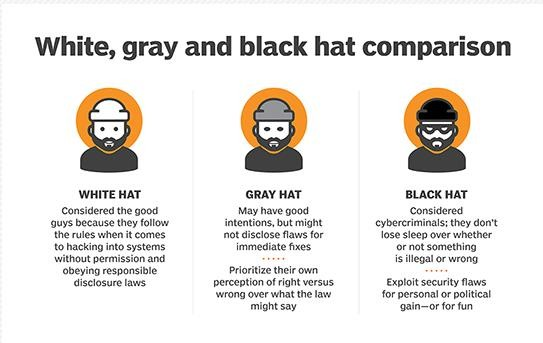 White, gray and black hat comparison
WHITE HAT
Considered the good
guys because they follow
the rules when it comes
to hacking into systems
without permission and
obeying responsible
disclosure laws
GRAY HAT
May have good
intentions, but might
not disclose flaws for
immediate fixes
Prioritize their own
perception of right versus
wrong over what the law
might say
BLACK HAT
Considered
cybercriminals; they don't
lose sleep over whether
or not something
is illegal or wrong
Exploit security flaws
for personal or political
gain—or for fun